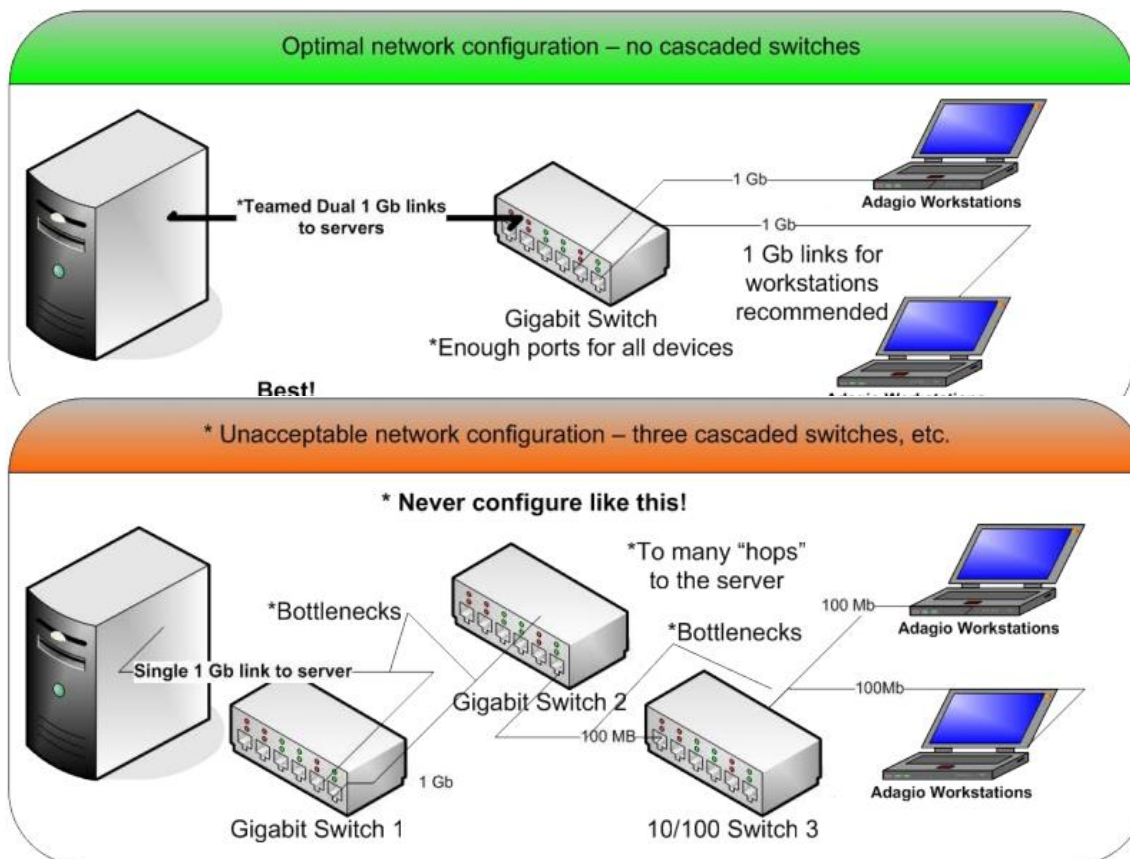 Optimal network configuration – no cascaded switches
*Teamed Dual 1 Gb links
to servers
1 Gb
Adagio Workstations
1 Gb
1 Gb links for
workstations
recommended
Gigabit Switch
*Enough ports for all devices
Best!
Adagio Workstations
* Unacceptable network configuration – three cascaded switches, etc.
* Never configure like this!
*To many “hops”
to the server
*Bottlenecks
100 Mb
*Bottlenecks
Adagio Workstations
Single 1 Gb link to server
100Mb
Gigabit Switch 2
100 MB
1 Gb
Adagio Workstations
Gigabit Switch 1
10/100 Switch 3